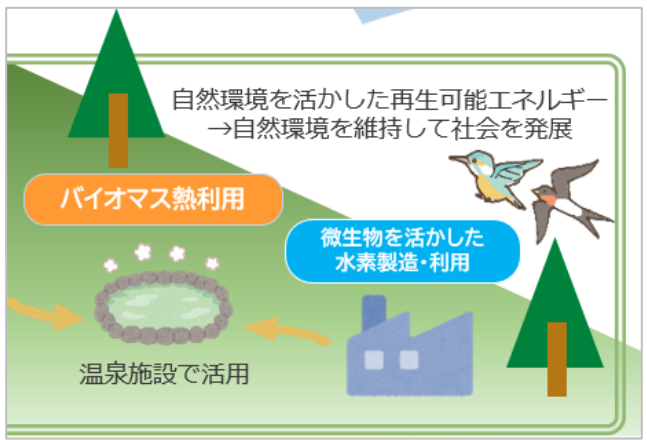 自然環境を活かした再生可能エネルギー
→自然環境を維持して社会を発展
バイオマス熱利用
微生物を活かした
水素製造・利用
温泉施設で活用